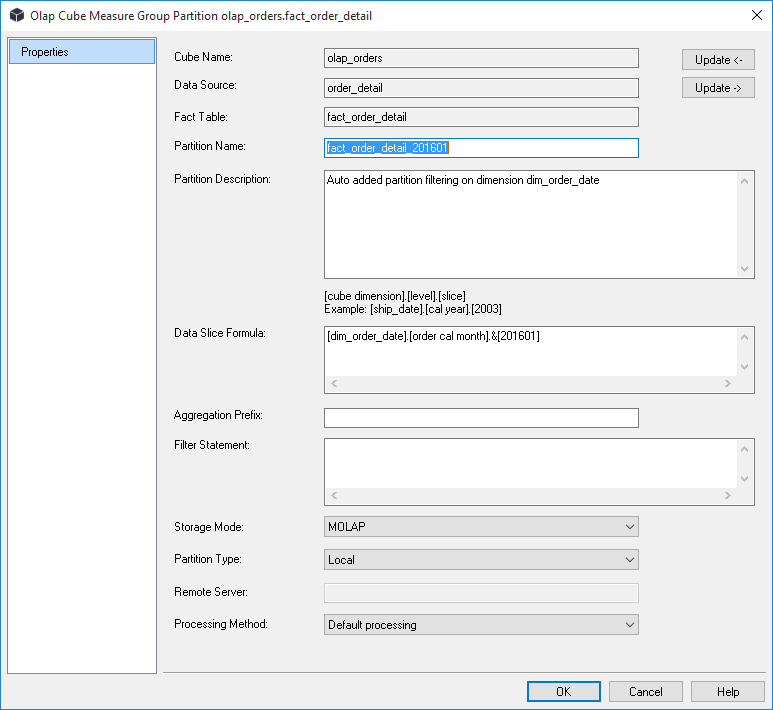 Olap Cube Measure Group Partition olap_orders.fact_order_detail
Properties
Cube Name: olap_orders Update <-
Data Source: order_detail Update ->
Fact Table: fact_order_detail
Partition Name: fact_order_detail_201601
Partition Description: Auto added partition filtering on dimension dim_order_date
[cube dimension].[level].[slice]
Example: [ship_date].[cal year].[2003]
Data Slice Formula: [dim_order_date].[order cal month].&[201601]
Aggregation Prefix:
Filter Statement:
Storage Mode: MOLAP
Partition Type: Local
Remote Server:
Processing Method: Default processing
OK Cancel Help